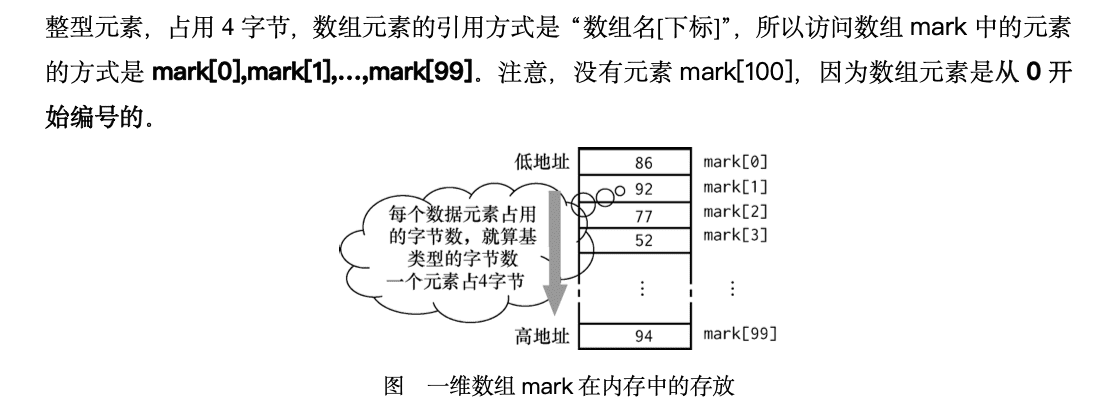 整型元素，占用 4 字节，数组元素的引用方式是“数组名[下标]”，所以访问数组 mark 中的元素
的方式是 mark[0],mark[1],…,mark[99]。注意，没有元素 mark[100]，因为数组元素是从 0 开
始编号的.
低地址 86 mark[0]
92 mark[1]
77 mark[2]
52 mark[3]
⋮ ⋮
高地址 94 mark[99]
每个数据元素占用
的字节数，就算基
类型的字节数
一个元素占4字节
图 一维数组 mark 在内存中的存放